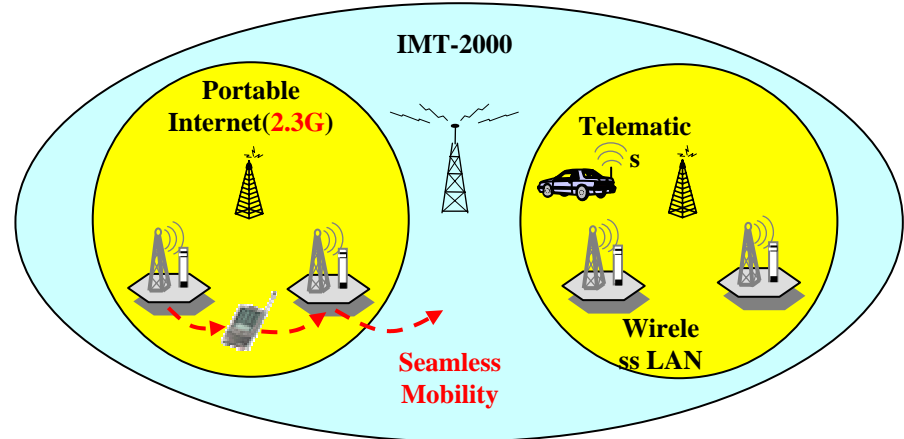 IMT-2000
Portable
Internet(2.3G)
Telematic
s
Wirele
ss LAN
Seamless
Mobility